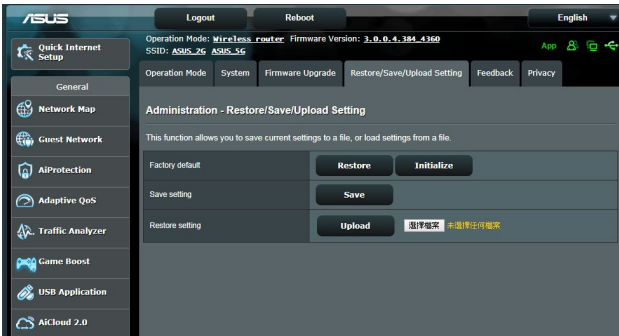 ASUS
Logout
Reboot
English
Quick Internet
Setup
Operation Mode: Wireless router Firmware Version: 3.0.0.4.384_4360
SSID: ASUS_2G ASUS_5G
App
Operation Mode
System
Firmware Upgrade
Restore/Save/Upload Setting
Feedback
Privacy
General
Network Map
Guest Network
AiProtection
Adaptive QoS
Traffic Analyzer
Game Boost
USB Application
AiCloud 2.0
Administration - Restore/Save/Upload Setting
This function allows you to save current settings to a file, or load settings from a file.
Factory default
Restore
Initialize
Save setting
Save
Restore setting
Upload
選擇檔案 未選擇任何檔案